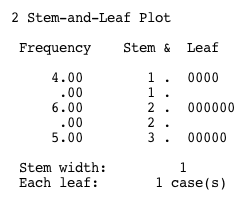 2 Stem-and-Leaf Plot
Frequency Stem & Leaf
4.00 1 . 0000
.00 1 .
6.00 2 . 000000
.00 2 .
5.00 3 . 00000
Stem width: 1
Each leaf: 1 case(s)